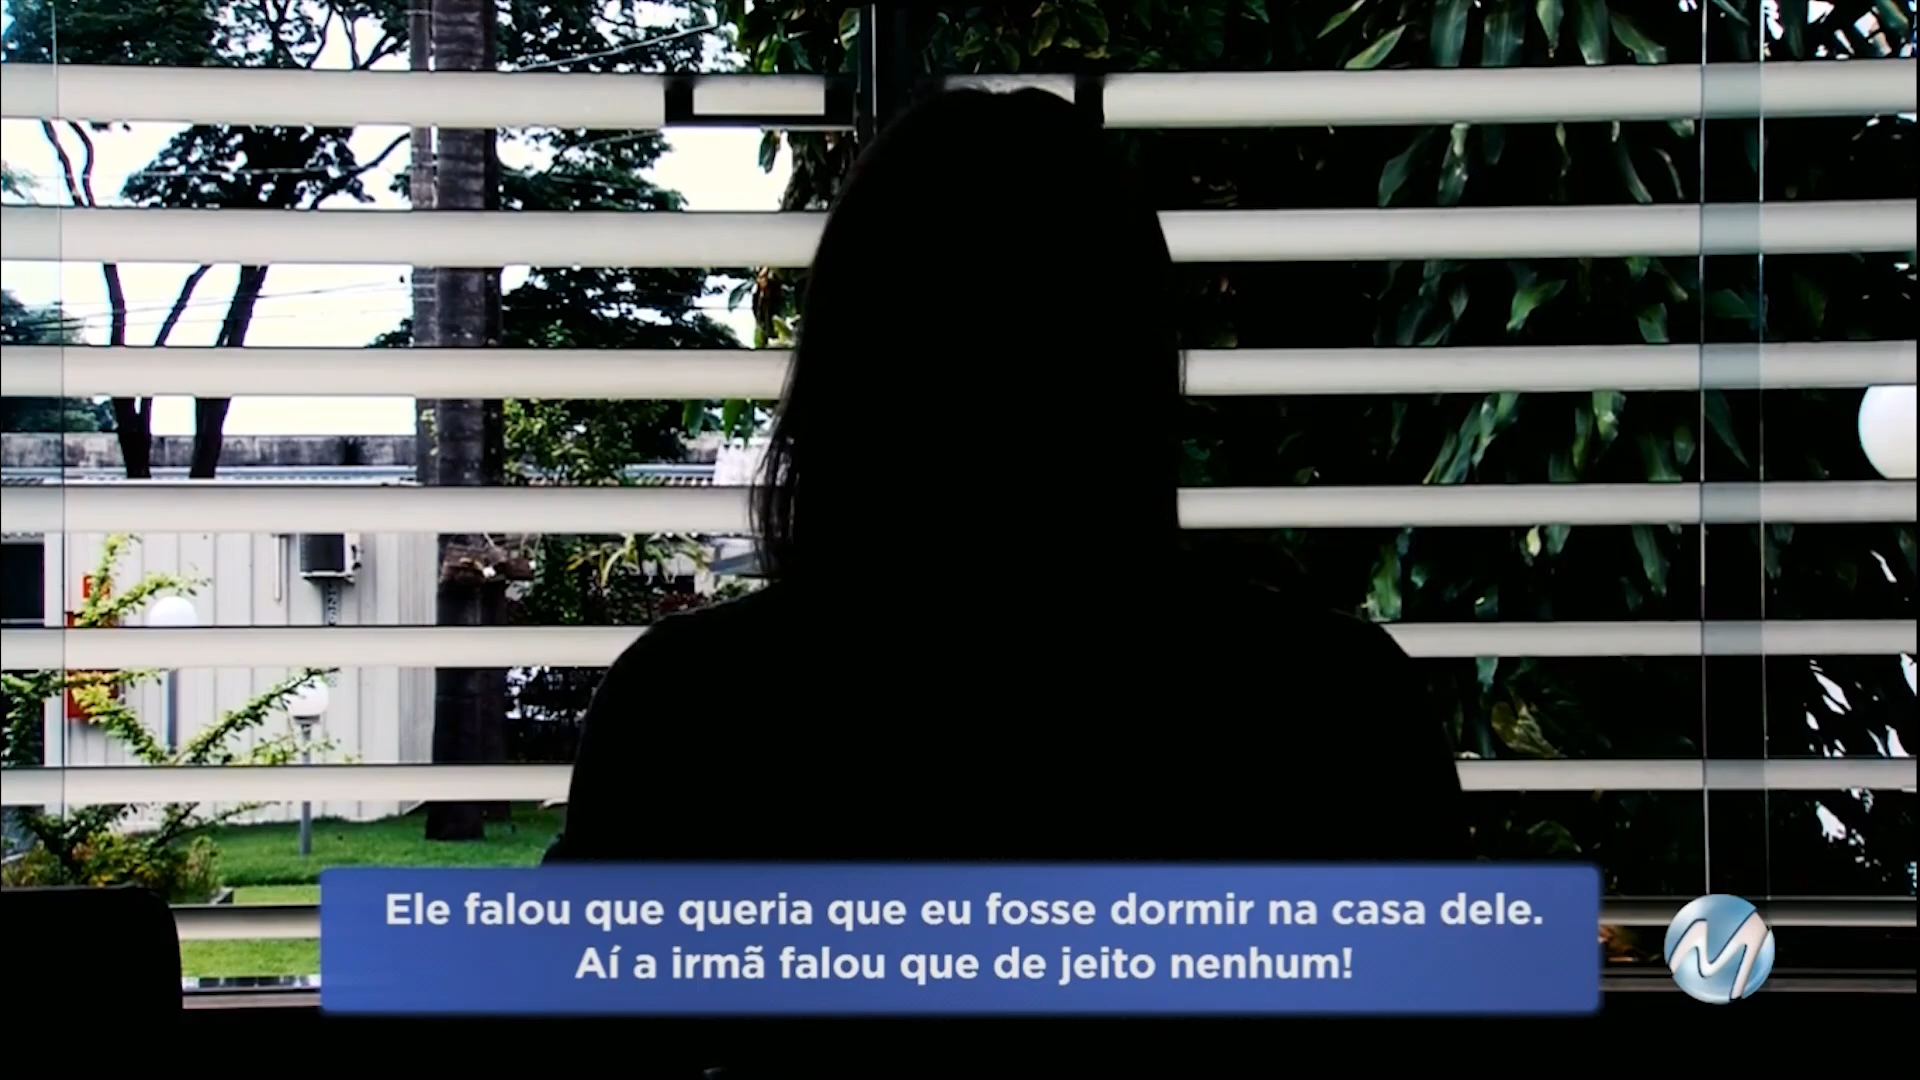 Ele falou que queria que eu fosse dormir na casa dele.
Aí a irmã falou que de jeito nenhum!
M